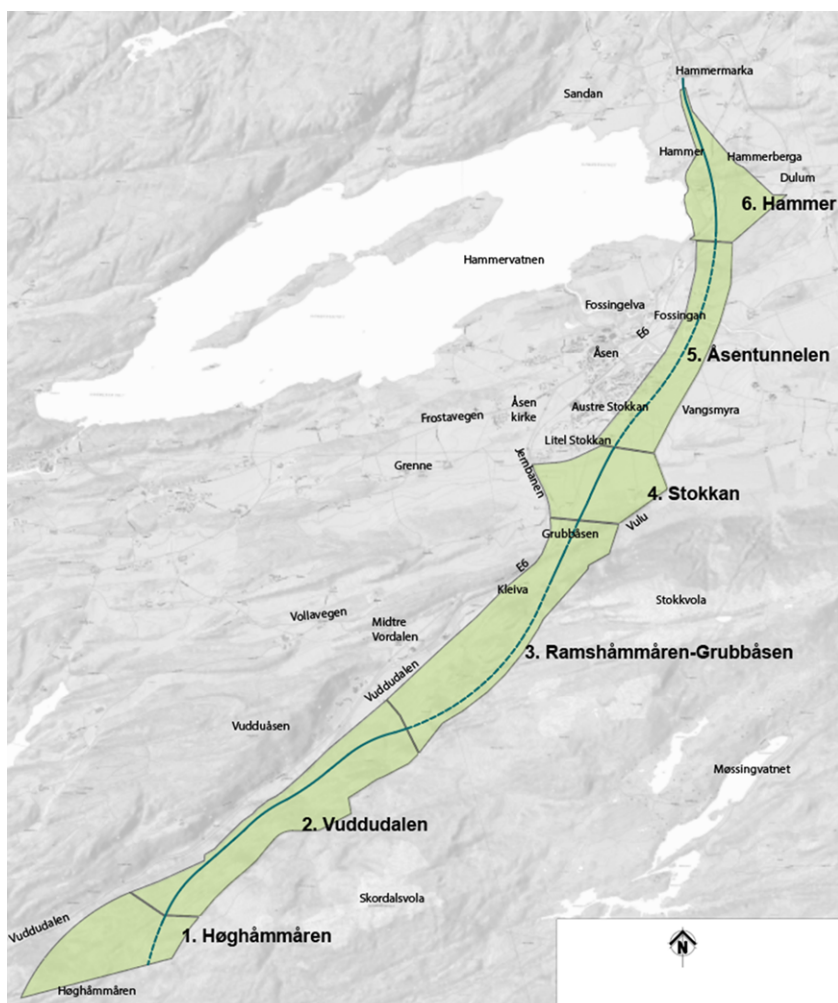 Hammermarka
Sandan
Hammer
Hammerberga
Dulum
6. Hammer
Hammervatnen
Fossingelva
Fossingan
E6
Åsen
5. Åsentunnelen
Austre Stokkan
Vangsmyra
Åsen
kirke
Frostavegen
Litel Stokkan
Grenne
Jernbanen
4. Stokkan
Vulu
Grubbåsen
E6
Kleiva
Stokkvola
Vollavegen
Midtre
Vordalen
3. Ramshåmmåren-Grubbåsen
Vuddudalen
Vudduåsen
Møssingvatnet
2. Vuddudalen
Skordalsvola
Vuddudalen
1. Høghåmmåren
Høghåmmåren
N